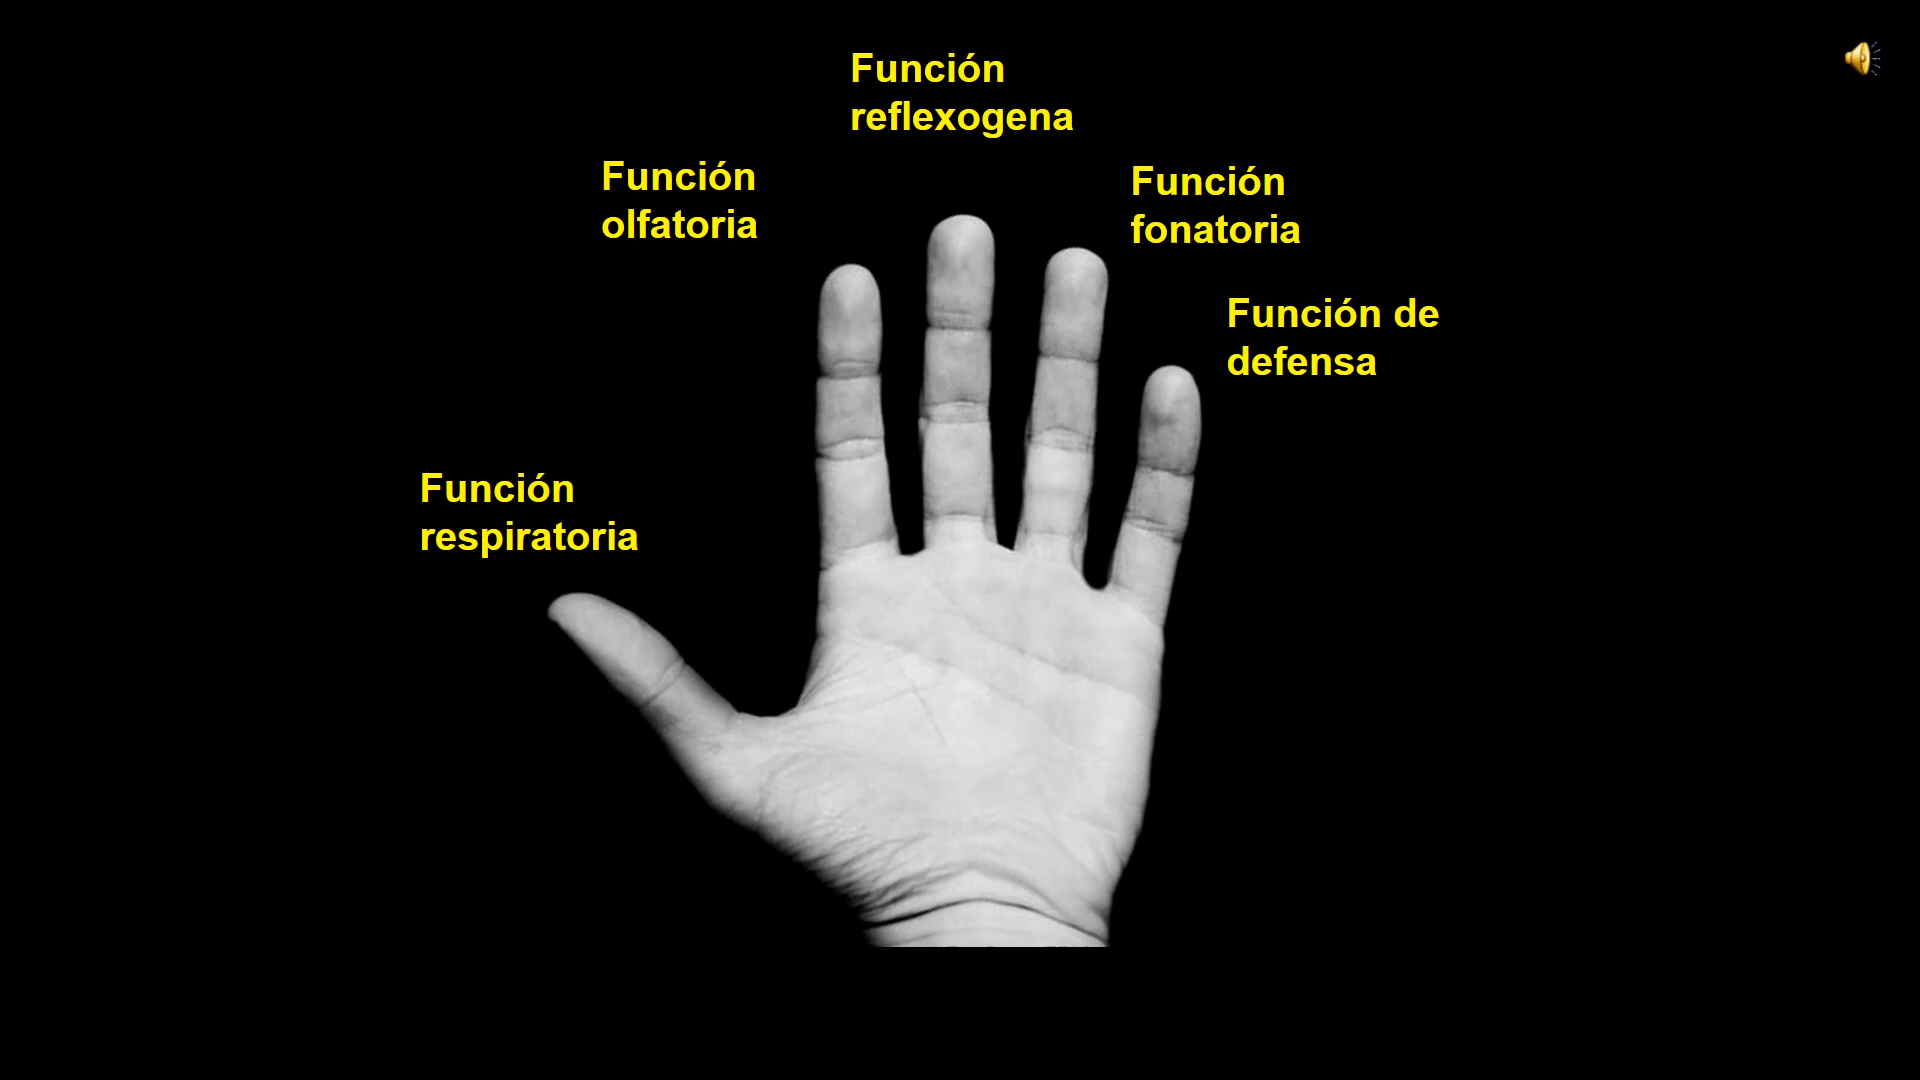 Función
reflexogena
Función
olfatoria
Función
fonatoria
Función de
defensa
Función
respiratoria